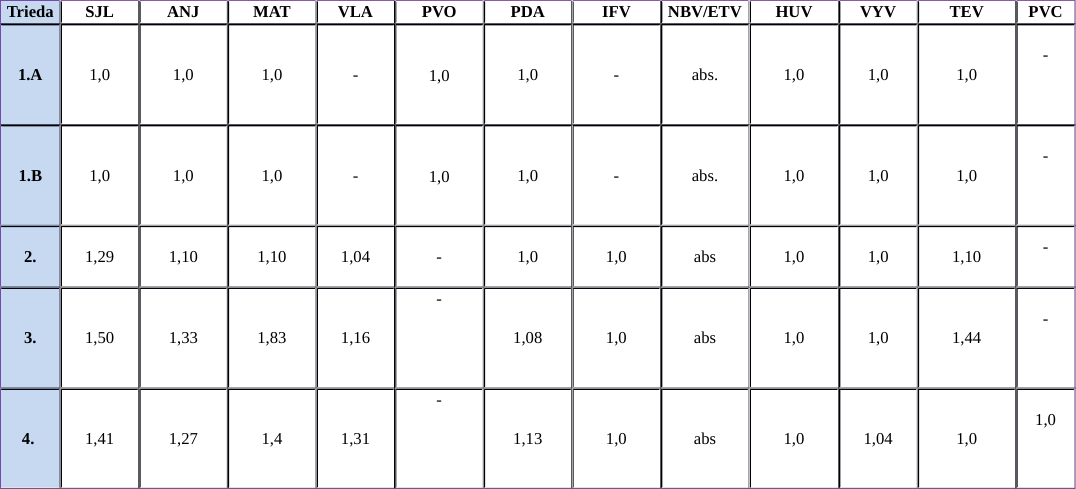 Trieda SJL ANJ MAT VLA PVO PDA IFV NBV/ETV HUV VYV TEV PVC
1.A 1,0 1,0 1,0 - 1,0 1,0 - abs. 1,0 1,0 1,0 -
1.B 1,0 1,0 1,0 - 1,0 1,0 - abs. 1,0 1,0 1,0 -
2. 1,29 1,10 1,10 1,04 - 1,0 1,0 abs 1,0 1,0 1,10 -
3. 1,50 1,33 1,83 1,16 - 1,08 1,0 abs 1,0 1,0 1,44 -
4. 1,41 1,27 1,4 1,31 - 1,13 1,0 abs 1,0 1,04 1,0 1,0